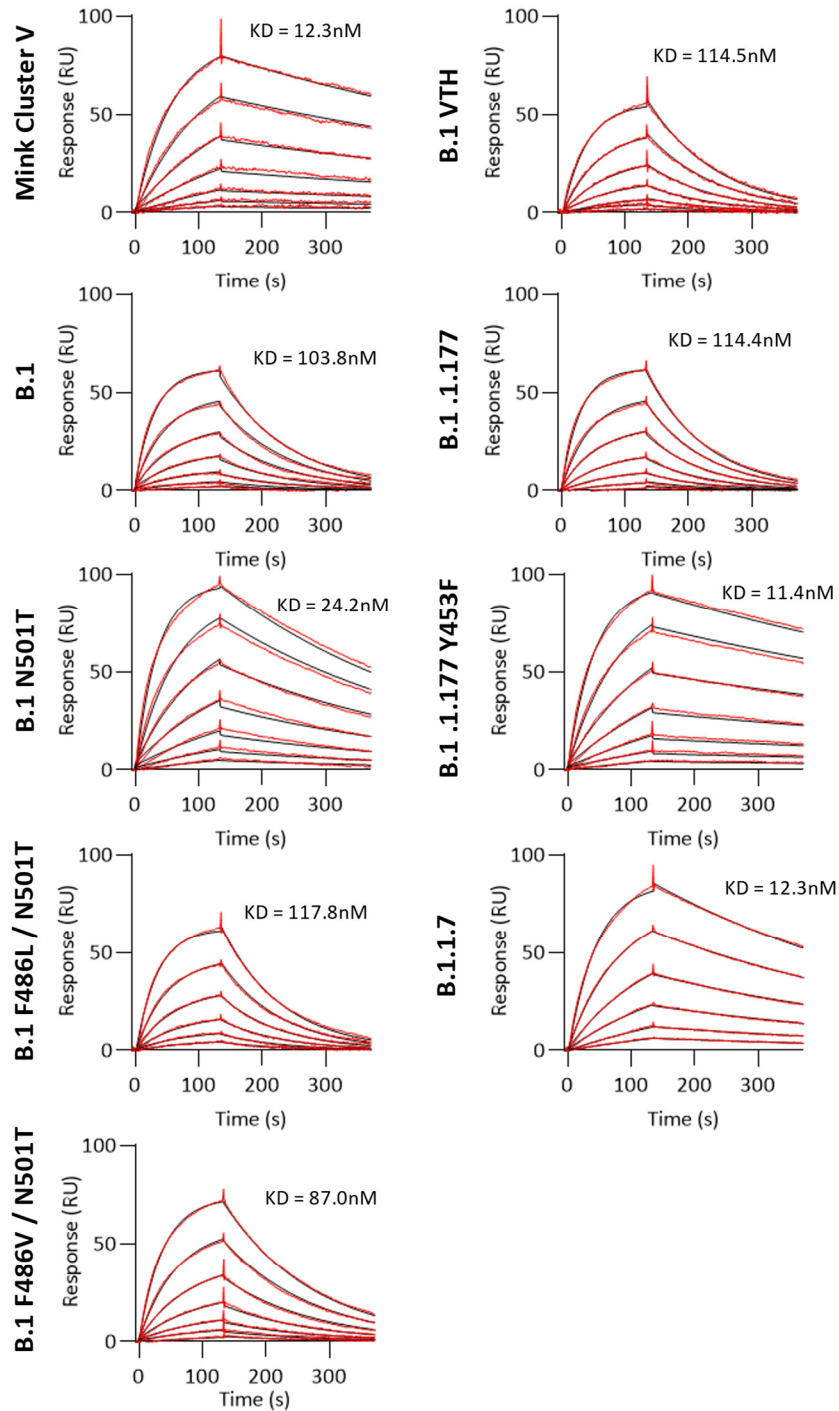 Mink Cluster V
Response (RU)
100
50
0
KD = 12.3nM
0 100 200 300
Time (s)
B.1 VTH
Response (RU)
100
50
0
KD = 114.5nM
0 100 200 300
Time (s)
B.1
Response (RU)
100
50
0
KD = 103.8nM
0 100 200 300
Time (s)
B.1 .1.177
Response (RU)
100
50
0
KD = 114.4nM
0 100 200 300
Time (s)
B.1 N501T
Response (RU)
100
50
0
KD = 24.2nM
0 100 200 300
Time (s)
B.1 .1.177 Y453F
Response (RU)
100
50
0
KD = 11.4nM
0 100 200 300
Time (s)
B.1 F486L / N501T
Response (RU)
100
50
0
KD = 117.8nM
0 100 200 300
Time (s)
B.1.1.7
Response (RU)
100
50
0
KD = 12.3nM
0 100 200 300
Time (s)
B.1 F486V / N501T
Response (RU)
100
50
0
KD = 87.0nM
0 100 200 300
Time (s)